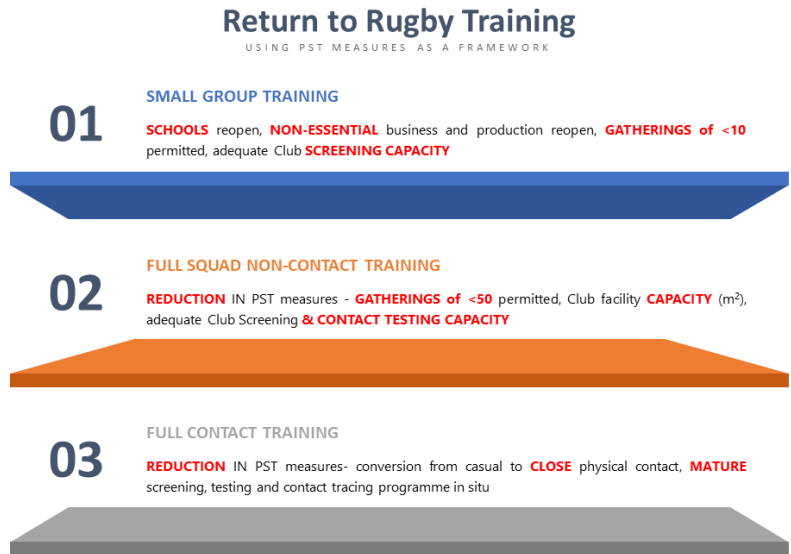 Return to Rugby Training
USING PST MEASURES AS A FRAMEWORK
01
SMALL GROUP TRAINING
SCHOOLS reopen, NON-ESSENTIAL business and production reopen, GATHERINGS of <10
permitted, adequate Club SCREENING CAPACITY
02
FULL SQUAD NON-CONTACT TRAINING
REDUCTION IN PST measures - GATHERINGS of <50 permitted, Club facility CAPACITY (m²),
adequate Club Screening & CONTACT TESTING CAPACITY
03
FULL CONTACT TRAINING
REDUCTION IN PST measures- conversion from casual to CLOSE physical contact, MATURE
screening, testing and contact tracing programme in situ